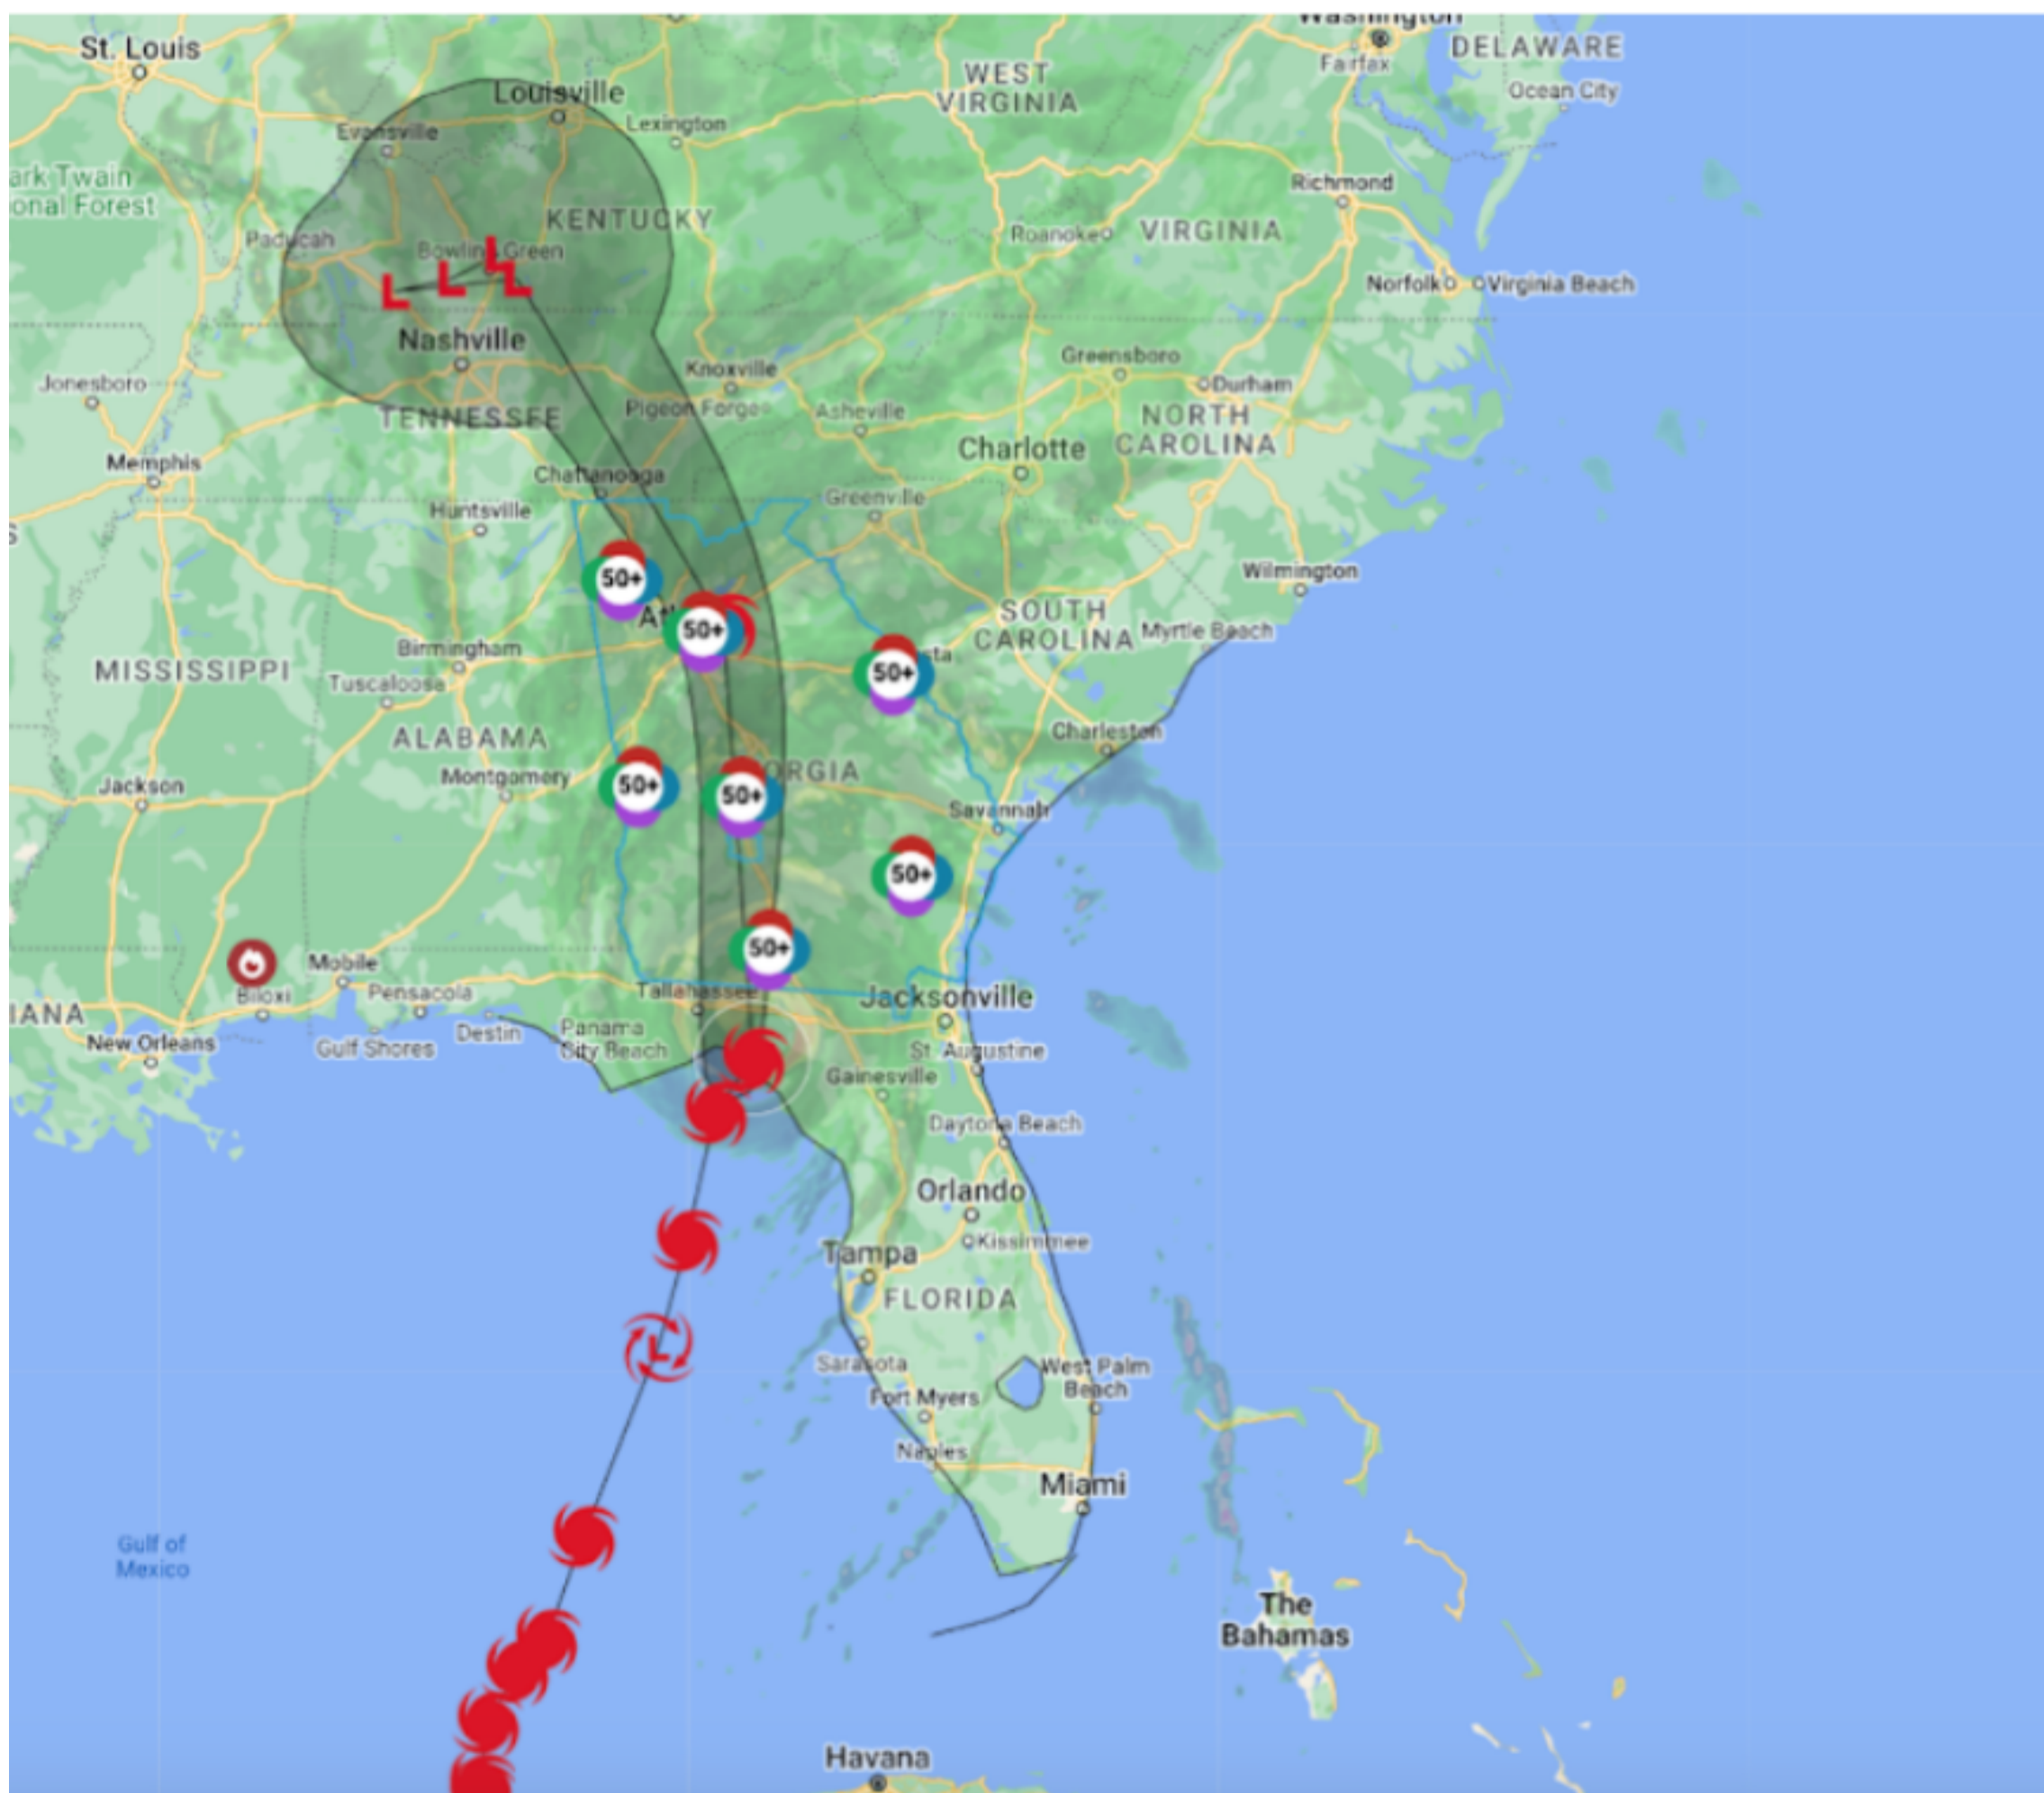 Washington
St. Louis
DELAWARE
Fairfax
WEST
VIRGINIA
Louisville
Ocean City
Lexington
Evansville
ark Twain
onal Forest
Richmond
KENTUCKY
Roanoke
VIRGINIA
Paducah
Bowling Green
L
L
L
L
Norfolk
Virginia Beach
Nashville
Greensboro
Knoxville
Jonesboro
Durham
Pigeon Forge
Asheville
TENNESSEE
NORTH
CAROLINA
Charlotte
Memphis
Chattanooga
Greenville
Huntsville
S
Wilmington
50+
Atl
50+
SOUTH
CAROLINA
Myrtle Beach
Birmingham
sta
50+
MISSISSIPPI
Tuscaloosa
Charleston
ALABAMA
ORGIA
Montgomery
50+
50+
Jackson
Savannah
50+
50+
Mobile
Biloxi
Pensacola
Tallahassee
Jacksonville
IANA
Destin
Panama
City Beach
New Orleans
Gulf Shores
St. Augustine
Gainesville
Daytona Beach
Orlando
Kissimmee
Tampa
FLORIDA
L
Sarasota
West Palm
Beach
Fort Myers
Naples
Miami
Gulf of
Mexico
The
Bahamas
Havana